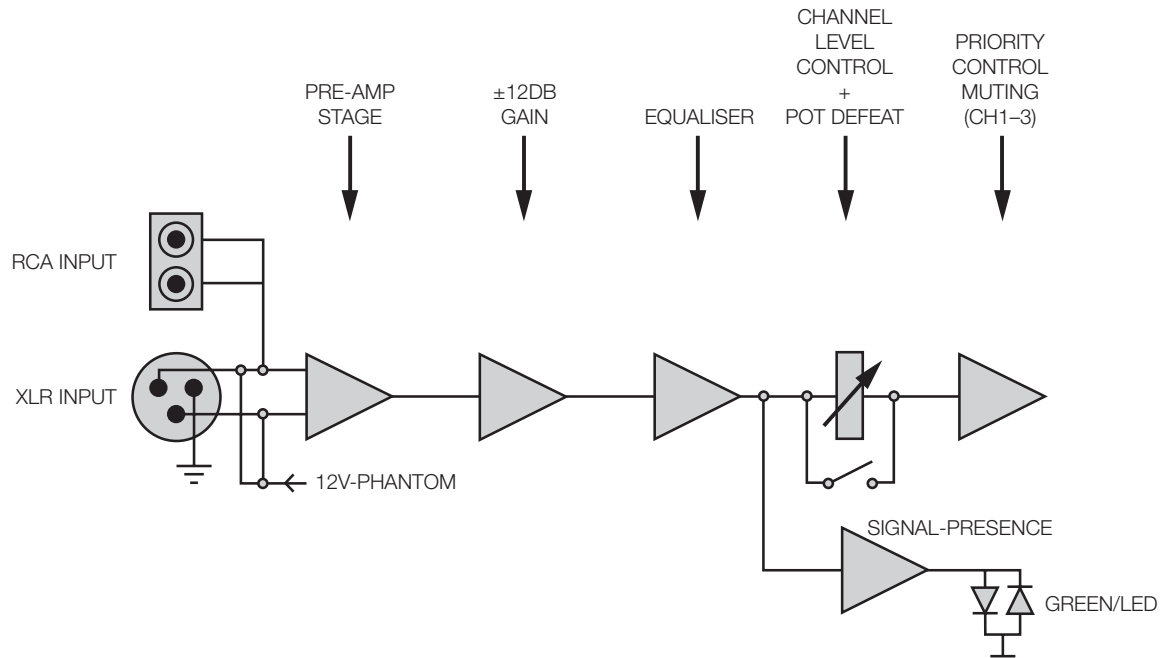 CHANNEL
LEVEL
CONTROL
+
POT DEFEAT
PRIORITY
CONTROL
MUTING
(CH1–3)
PRE-AMP
STAGE
±12DB
GAIN
EQUALISER
RCA INPUT
XLR INPUT
12V-PHANTOM
SIGNAL-PRESENCE
GREEN/LED